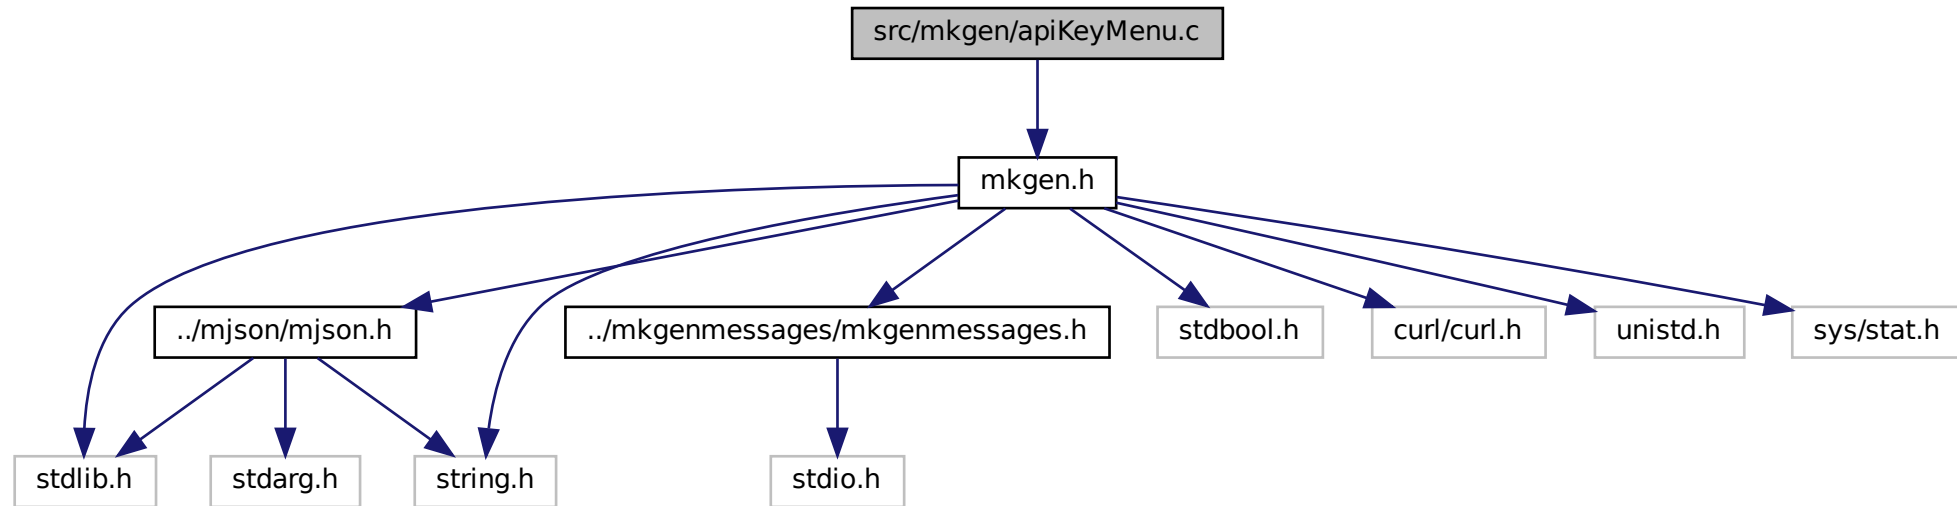 src/mkgen/apiKeyMenu.c
mkgen.h
../mjson/mjson.h
../mkgenmessages/mkgenmessages.h
stdbool.h
curl/curl.h
unistd.h
sys/stat.h
stdlib.h
stdarg.h
string.h
stdio.h